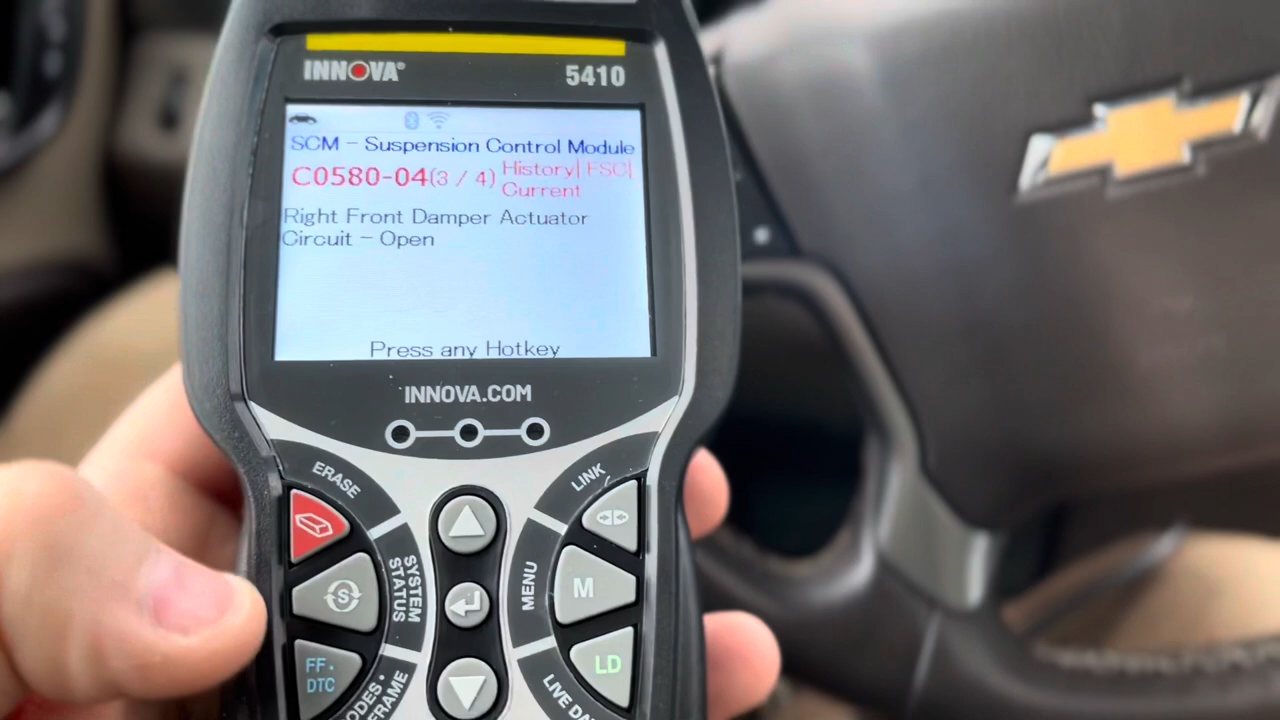 INNOVA®
5410
SCM - Suspension Control Module
C0580-04(3 / 4) History| FSC|
Current
Right Front Damper Actuator
Circuit - Open
Press any Hotkey
INNOVA.COM
ERASE
LINK
SYSTEM
STATUS
S
MENU
M
FF•
DTC
LD